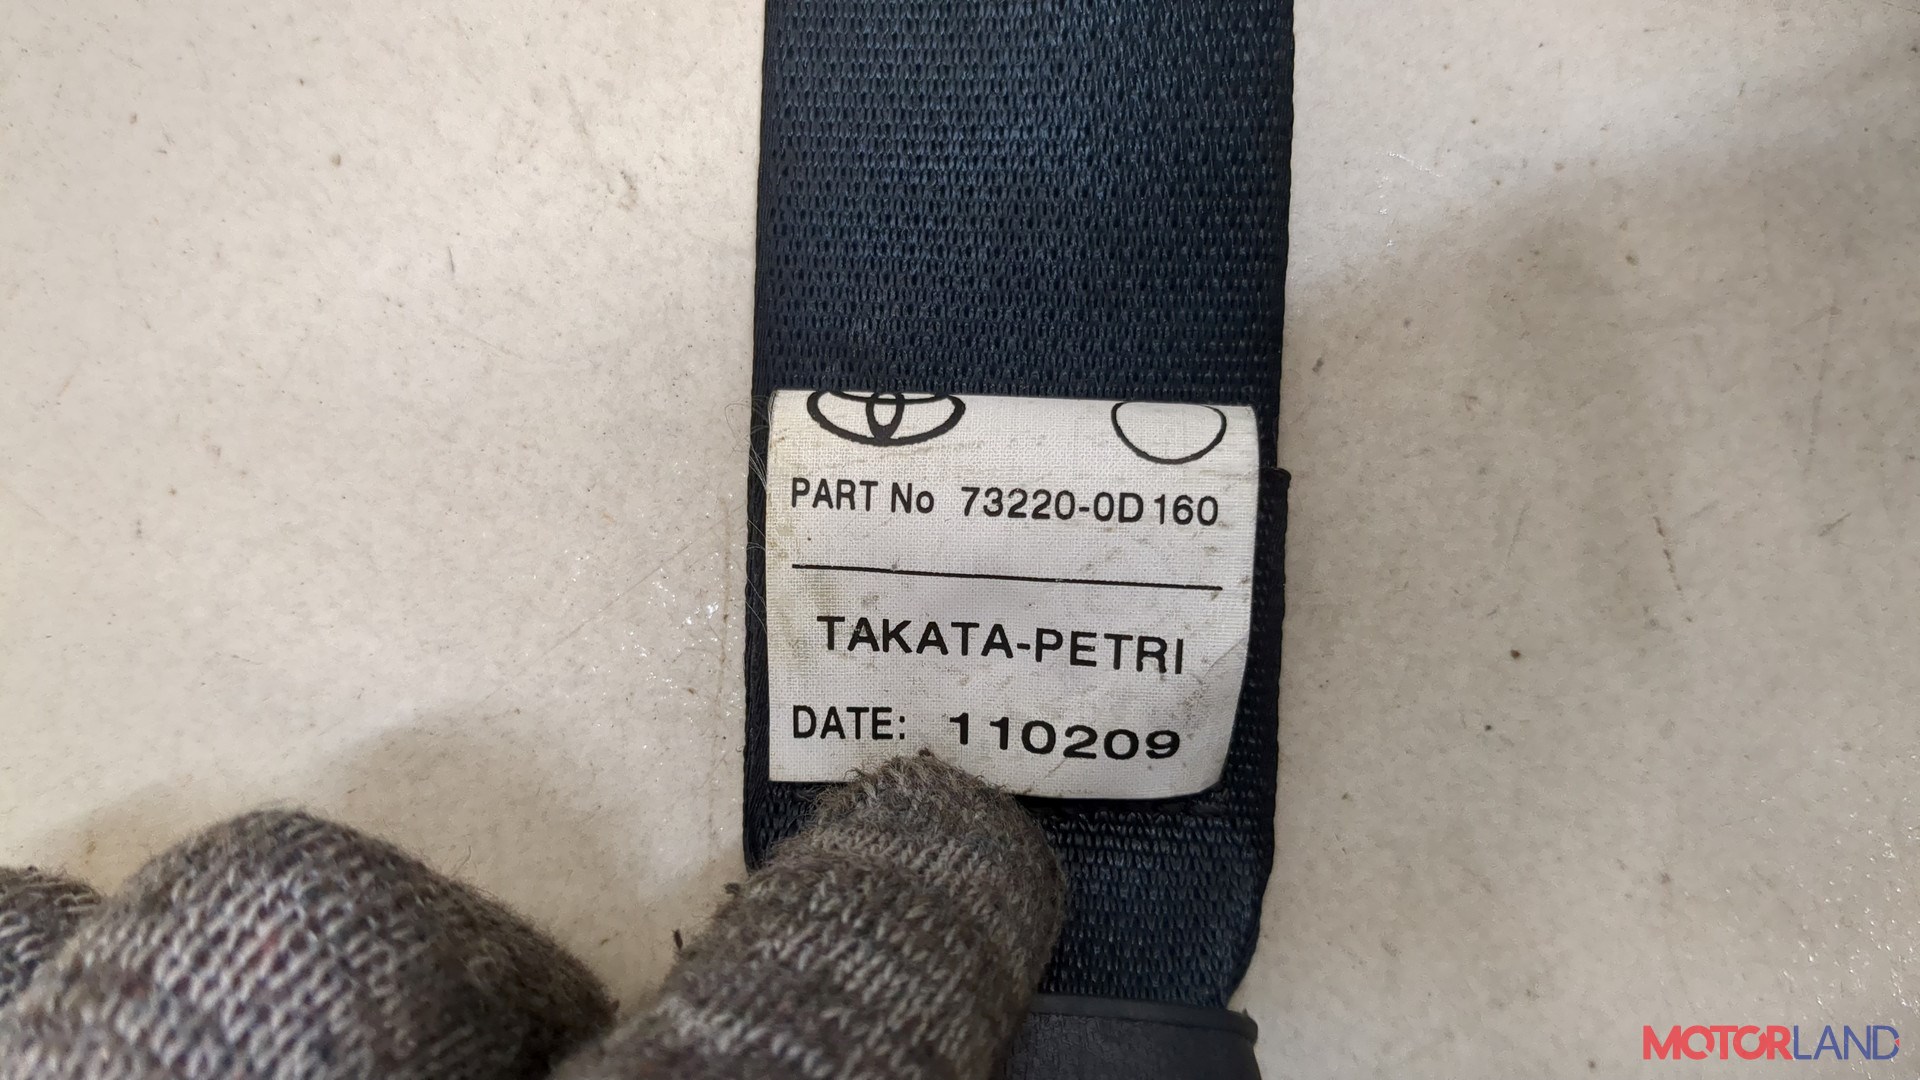 PART No 73220-0D160
TAKATA-PETRI
DATE: 110209
MOTORLAND